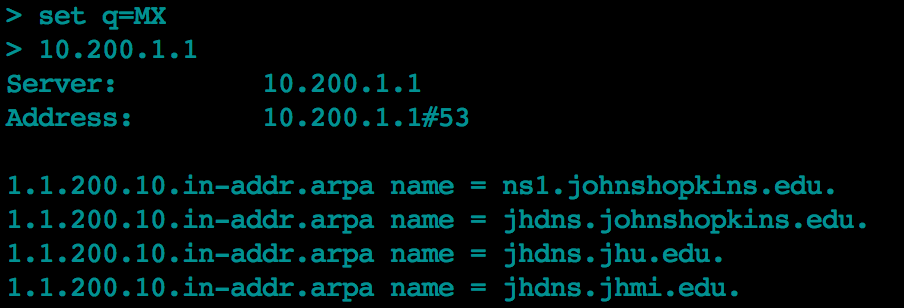 > set q=MX
> 10.200.1.1
Server: 10.200.1.1
Address: 10.200.1.1#53
1.1.200.10.in-addr.arpa name = ns1.johnshopkins.edu.
1.1.200.10.in-addr.arpa name = jhdns.johnshopkins.edu.
1.1.200.10.in-addr.arpa name = jhdns.jhu.edu.
1.1.200.10.in-addr.arpa name = jhdns.jhmi.edu.